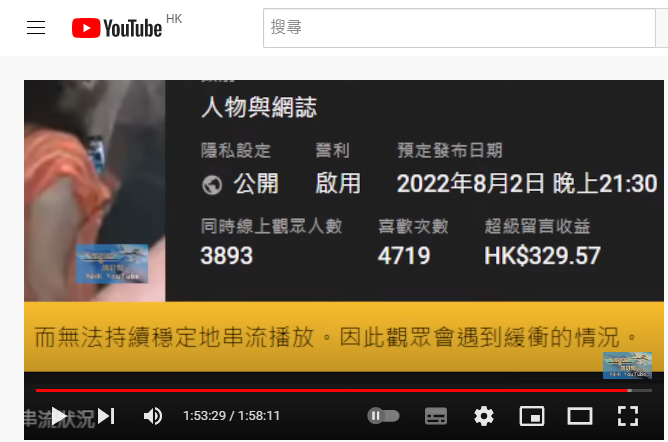 YouTube HK
搜尋
人物與網誌
隱私設定 營利 預定發布日期
公開 啟用 2022年8月2日 晚上21:30
同時線上觀眾人數 喜歡次數 超級留言收益
3893 4719 HK$329.57
NHK YouTube
而無法持續穩定地串流播放。因此觀眾會遇到緩衝的情況。
NHK YouTube
串流狀況
1:53:29 / 1:58:11